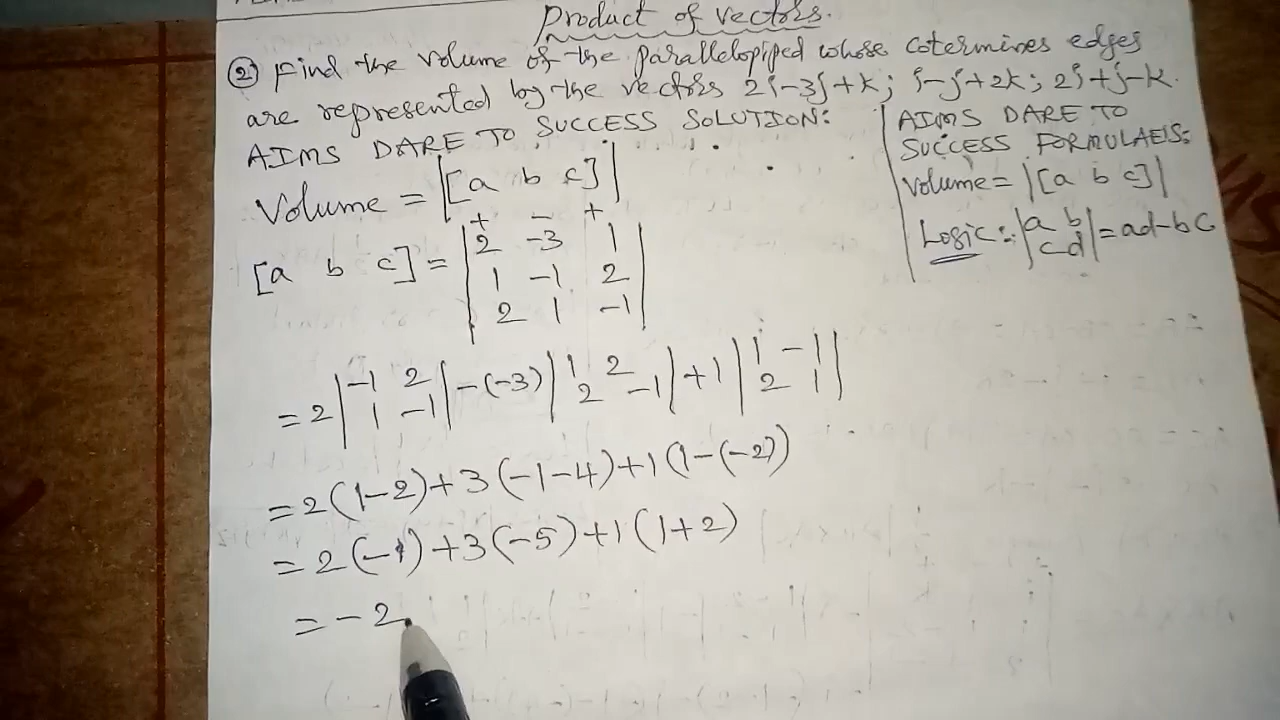 Product of vectors.
② Find the volume of the parallelopiped whose cotermines edges
are represented by the vectors 2i-3j+k; i-j+2k; 2i+j-k.
AIMS DARE TO SUCCESS SOLUTION:
Volume = |[a b c]|
+ - +
[a b c] = |2 -3 1|
|1 -1 2|
|2 1 -1|
= 2 |-1 2| -(-3) |1 2| +1 |1 -1|
|1 -1| |2 -1| |2 1|
= 2(1-2)+3(-1-4)+1(1-(-2))
= 2(-1)+3(-5)+1(1+2)
= -2
AIMS DARE TO
SUCCESS FORMULAEIS:
Volume = |[a b c]|
Logic:- |a b| = ad-bc
|c d|